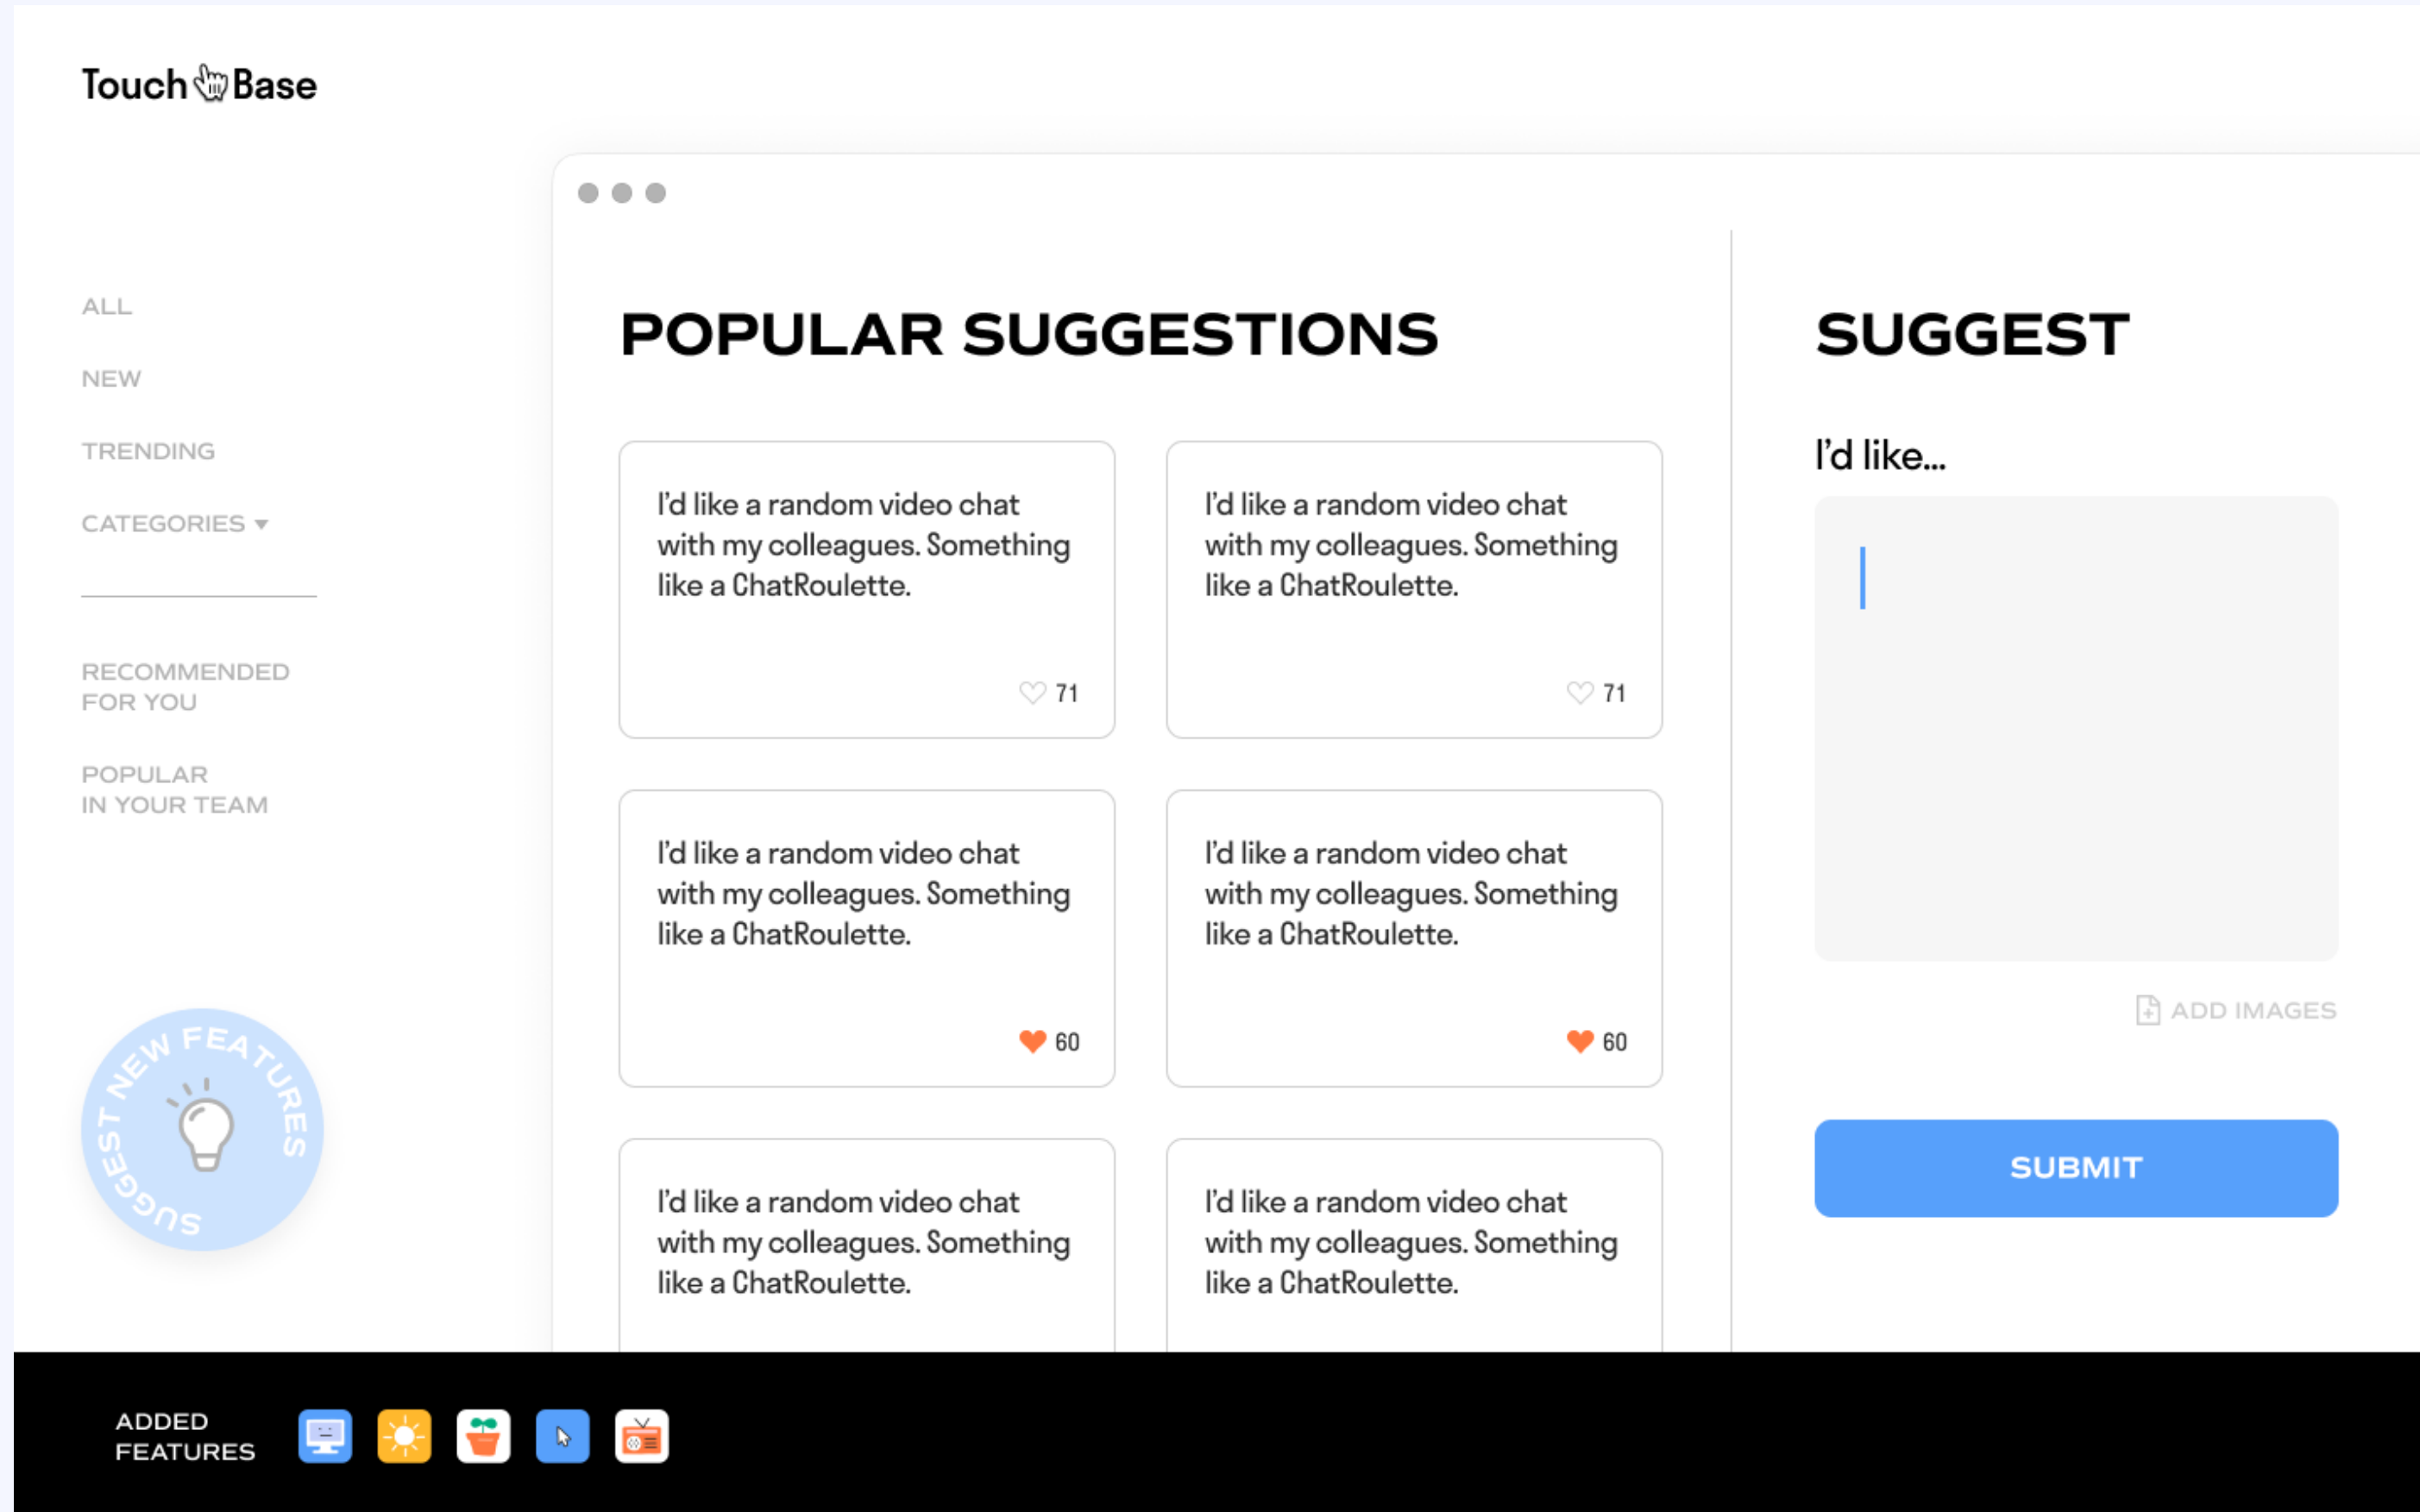 Touch Base
ALL
NEW
TRENDING
CATEGORIES
RECOMMENDED
FOR YOU
POPULAR
IN YOUR TEAM
SUGGEST NEW FEATURES
POPULAR SUGGESTIONS
I'd like a random video chat
with my colleagues. Something
like a ChatRoulette.
71
I'd like a random video chat
with my colleagues. Something
like a ChatRoulette.
71
I'd like a random video chat
with my colleagues. Something
like a ChatRoulette.
60
I'd like a random video chat
with my colleagues. Something
like a ChatRoulette.
60
I'd like a random video chat
with my colleagues. Something
like a ChatRoulette.
I'd like a random video chat
with my colleagues. Something
like a ChatRoulette.
SUGGEST
I'd like...
ADD IMAGES
SUBMIT
ADDED
FEATURES